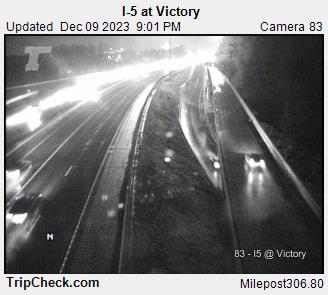 I-5 at Victory
Updated Dec 09 2023 9:01 PM Camera 83
T
N
83 - I5 @ Victory
TripCheck.com Milepost306.80